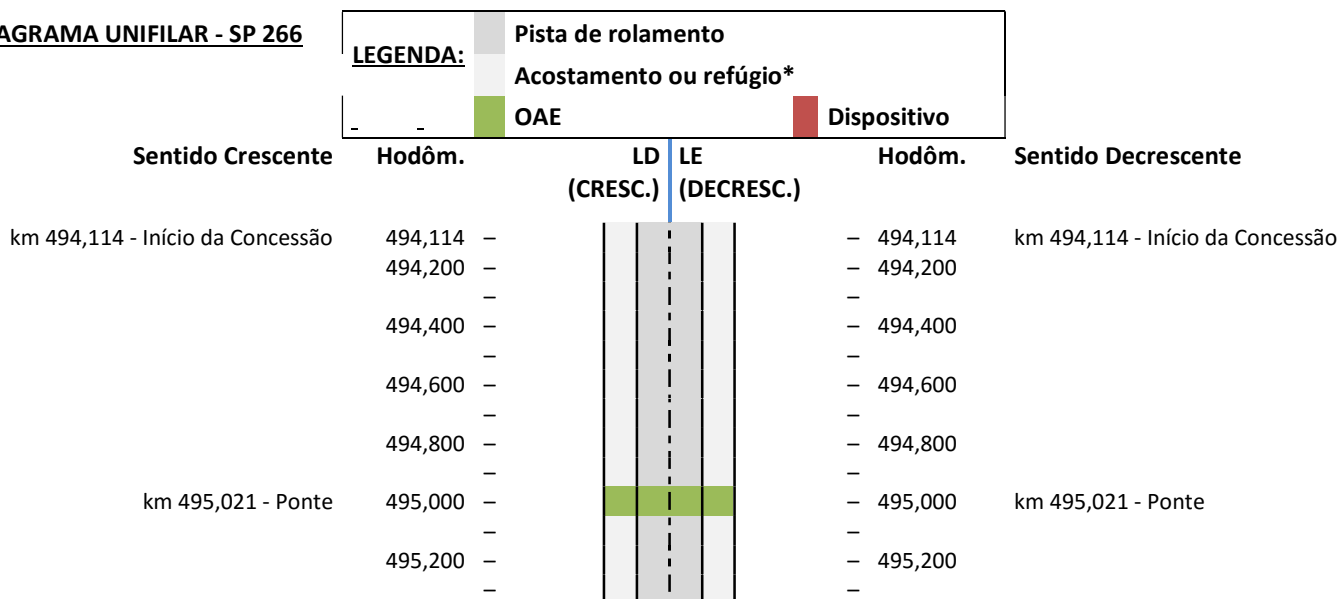 AGRAMA UNIFILAR - SP 266
LEGENDA:
Pista de rolamento
Acostamento ou refúgio*
OAE
Dispositivo
Sentido Crescente Hodôm. LD LE Hodôm. Sentido Decrescente
(CRESC.) (DECRESC.)
km 494,114 - Início da Concessão 494,114 – – 494,114 km 494,114 - Início da Concessão
494,200 – – 494,200
– –
494,400 – – 494,400
– –
494,600 – – 494,600
– –
494,800 – – 494,800
– –
km 495,021 - Ponte 495,000 – – 495,000 km 495,021 - Ponte
– –
495,200 – – 495,200
– –